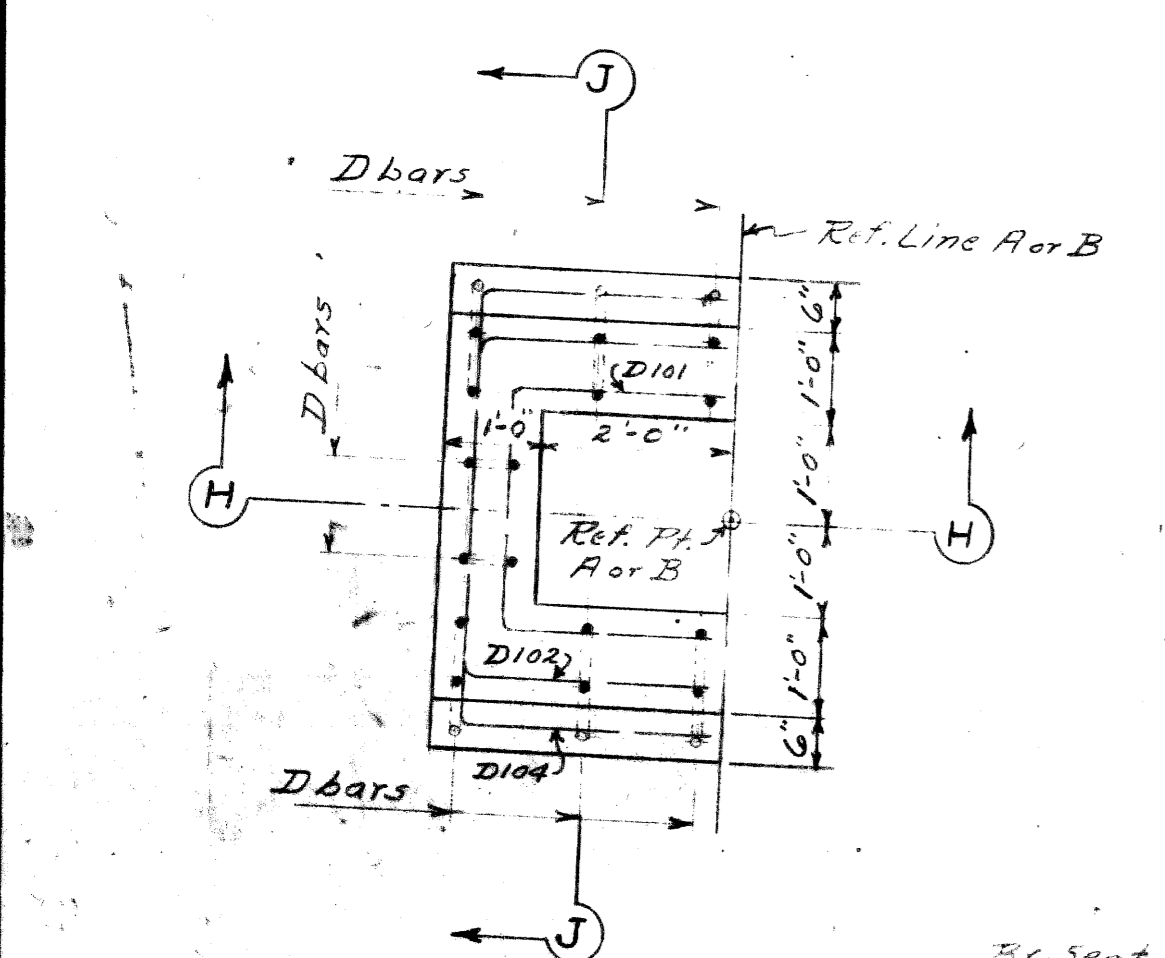 J
D bars
Ref. Line A or B
6"
D bars
1'-0"
D101
1'-0"
2'-0"
1'-0"
H
Ref. Pt.
A or B
H
1'-0"
D102
1'-0"
6"
D104
D bars
J